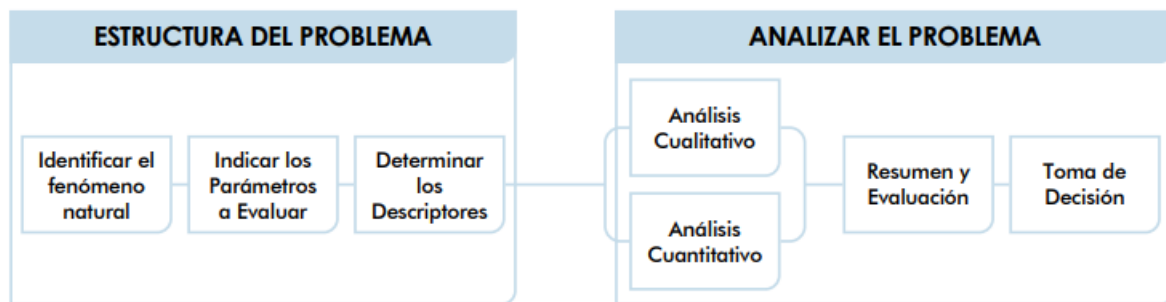 ESTRUCTURA DEL PROBLEMA
Identificar el
fenómeno
natural
Indicar los
Parámetros
a Evaluar
Determinar
los
Descriptores
ANALIZAR EL PROBLEMA
Análisis
Cualitativo
Análisis
Cuantitativo
Resumen y
Evaluación
Toma de
Decisión